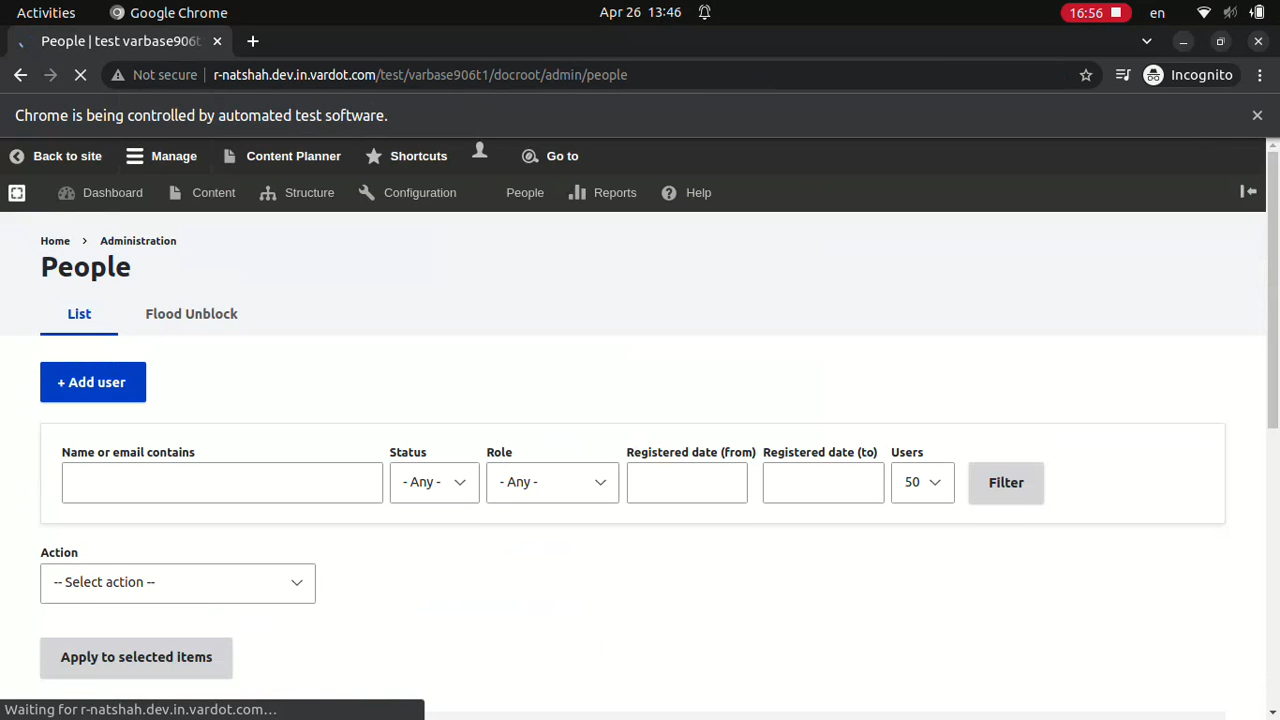 Activities
Google Chrome
Apr 26 13:46
16:56
en
People | test varbase906t
Not secure
r-natshah.dev.in.vardot.com/test/varbase906t1/docroot/admin/people
Incognito
Chrome is being controlled by automated test software.
Back to site
Manage
Content Planner
Shortcuts
Go to
Dashboard
Content
Structure
Configuration
People
Reports
Help
Home > Administration
People
List
Flood Unblock
+ Add user
Name or email contains
Status
- Any -
Role
- Any -
Registered date (from)
Registered date (to)
Users
50
Filter
Action
-- Select action --
Apply to selected items
Waiting for r-natshah.dev.in.vardot.com…